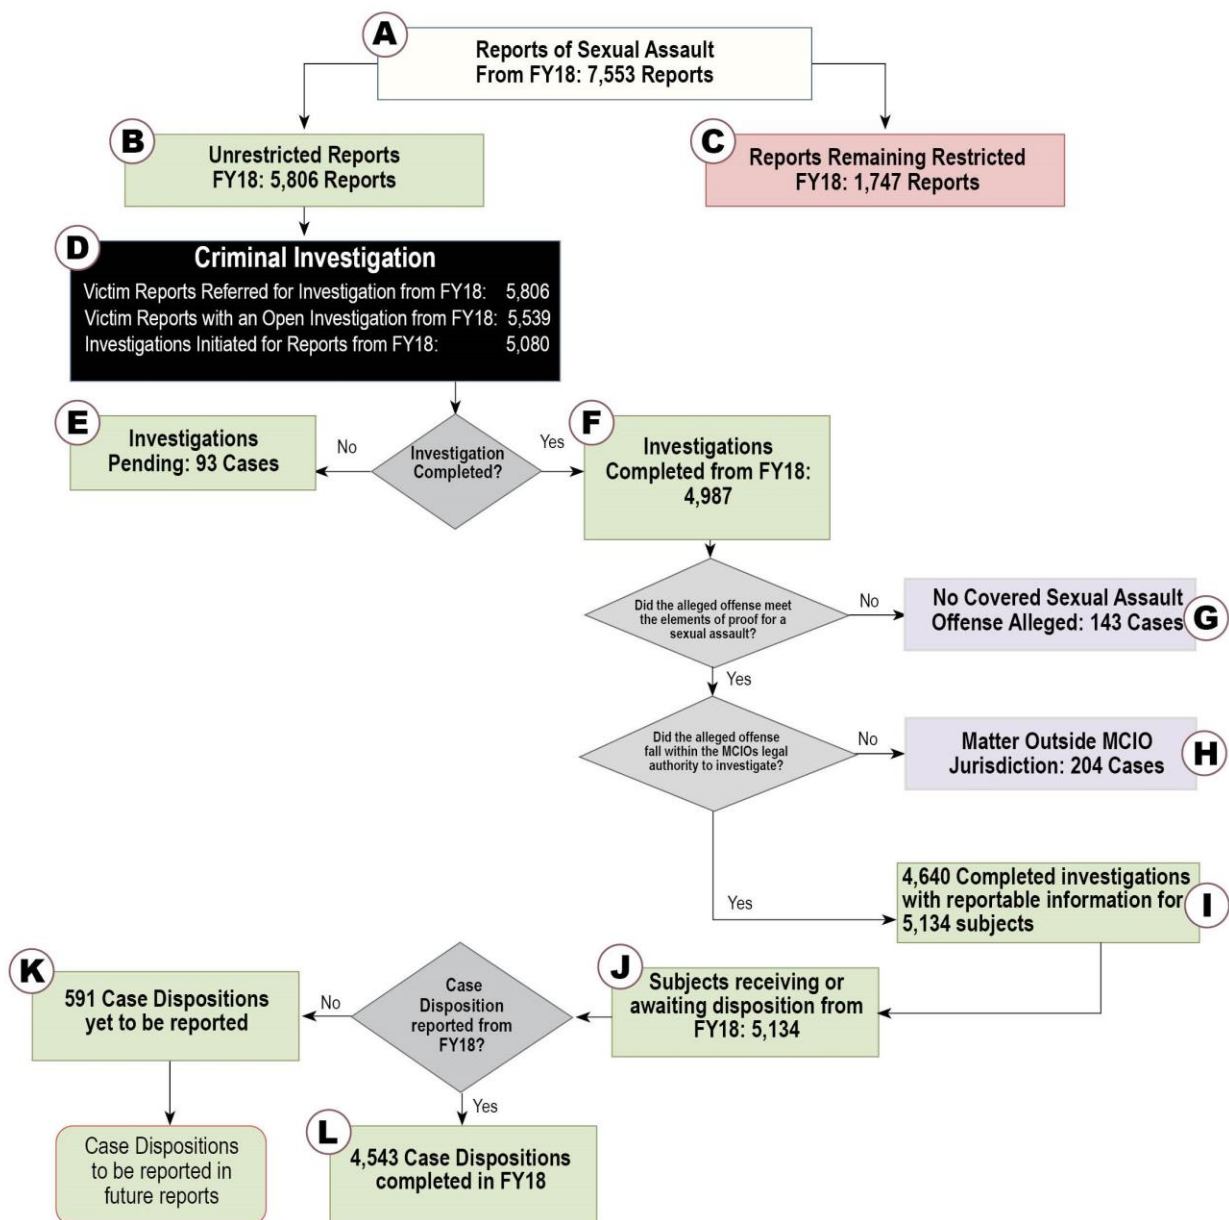 A
Reports of Sexual Assault
From FY18: 7,553 Reports
B
Unrestricted Reports
FY18: 5,806 Reports
C
Reports Remaining Restricted
FY18: 1,747 Reports
D
Criminal Investigation
Victim Reports Referred for Investigation from FY18: 5,806
Victim Reports with an Open Investigation from FY18: 5,539
Investigations Initiated for Reports from FY18: 5,080
E
Investigations
Pending: 93 Cases
No
Investigation
Completed?
Yes
F
Investigations
Completed from FY18:
4,987
Did the alleged offense meet
the elements of proof for a
sexual assault?
No
No Covered Sexual Assault
Offense Alleged: 143 Cases
G
Yes
Did the alleged offense
fall within the MCIOs legal
authority to investigate?
No
Matter Outside MCIO
Jurisdiction: 204 Cases
H
Yes
4,640 Completed investigations
with reportable information for
5,134 subjects
I
J
Subjects receiving or
awaiting disposition from
FY18: 5,134
Case
Disposition
reported from
FY18?
No
K
591 Case Dispositions
yet to be reported
Case Dispositions
to be reported in
future reports
Yes
L
4,543 Case Dispositions
completed in FY18